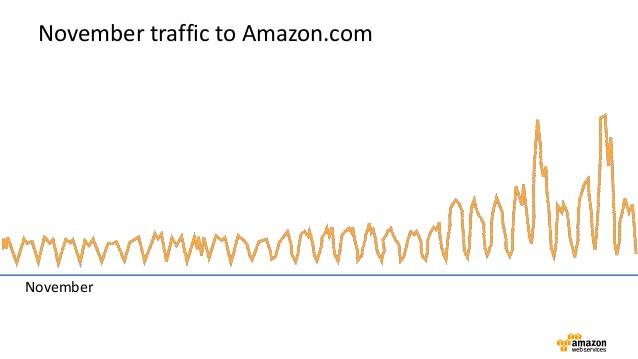 November traffic to Amazon.com
November
amazon
web services